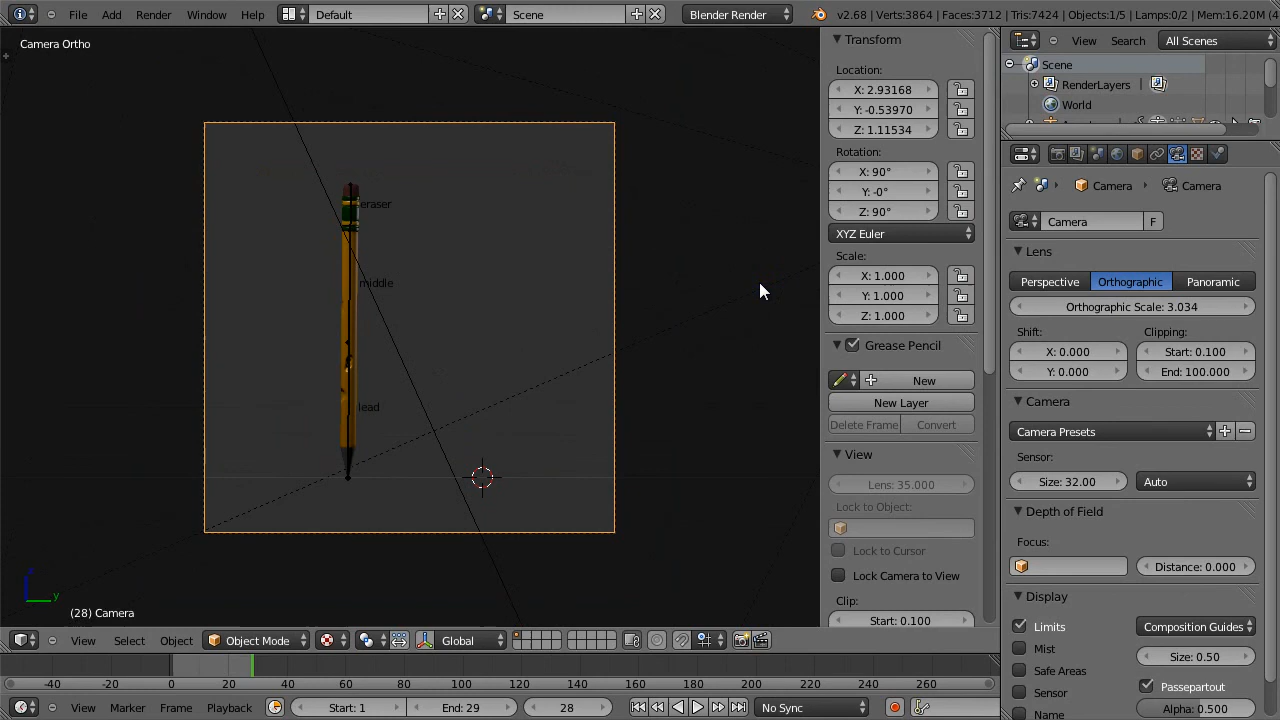 File Add Render Window Help Default Scene Blender Render v2.68 | Verts:3864 | Faces:3712 | Tris:7424 | Objects:1/5 | Lamps:0/2 | Mem:16.20M (4
Camera Ortho
eraser
middle
lead
z
y
(28) Camera
Transform
Location:
X: 2.93168
Y: -0.53970
Z: 1.11534
Rotation:
X: 90°
Y: -0°
Z: 90°
XYZ Euler
Scale:
X: 1.000
Y: 1.000
Z: 1.000
Grease Pencil
New
New Layer
Delete Frame Convert
View
Lens: 35.000
Lock to Object:
Lock to Cursor
Lock Camera to View
Clip:
Start: 0.100
View Search All Scenes
Scene
RenderLayers |
World
Camera Camera
Camera F
Lens
Perspective Orthographic Panoramic
Orthographic Scale: 3.034
Shift: Clipping:
X: 0.000 Start: 0.100
Y: 0.000 End: 100.000
Camera
Camera Presets
Sensor:
Size: 32.00 Auto
Depth of Field
Focus:
Distance: 0.000
Display
Limits Composition Guides
Mist Size: 0.50
Safe Areas
Sensor Passepartout
Name Alpha: 0.500
View Select Object Object Mode Global
-40 -20 0 20 40 60 80 100 120 140 160 180 200 220 240 260
View Marker Frame Playback Start: 1 End: 29 28 No Sync